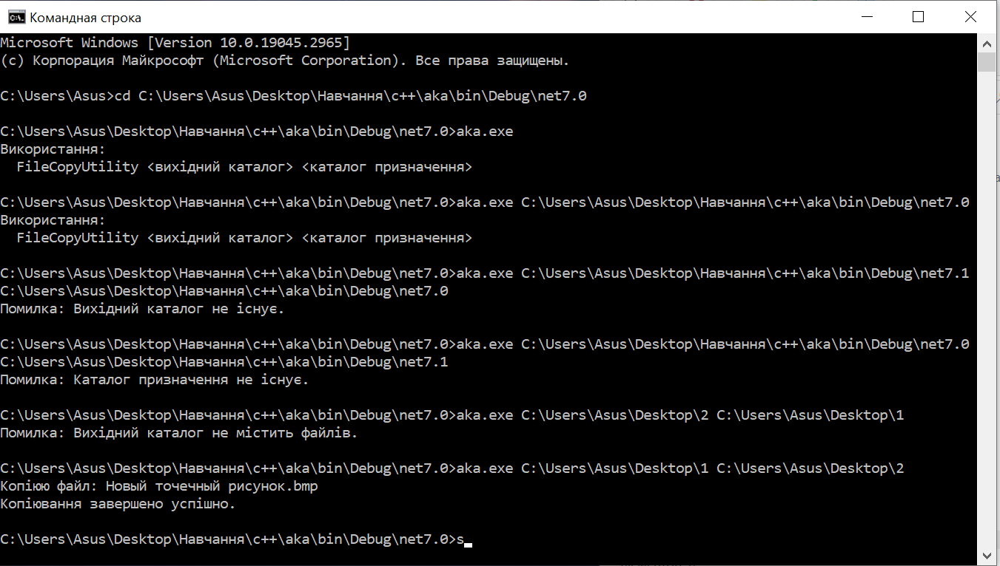 Командная строка
Microsoft Windows [Version 10.0.19045.2965]
(c) Корпорация Майкрософт (Microsoft Corporation). Все права защищены.
C:\Users\Asus>cd C:\Users\Asus\Desktop\Навчання\c++\aka\bin\Debug\net7.0
C:\Users\Asus\Desktop\Навчання\c++\aka\bin\Debug\net7.0>aka.exe
Використання:
  FileCopyUtility <вихідний каталог> <каталог призначення>
C:\Users\Asus\Desktop\Навчання\c++\aka\bin\Debug\net7.0>aka.exe C:\Users\Asus\Desktop\Навчання\c++\aka\bin\Debug\net7.0
Використання:
  FileCopyUtility <вихідний каталог> <каталог призначення>
C:\Users\Asus\Desktop\Навчання\c++\aka\bin\Debug\net7.0>aka.exe C:\Users\Asus\Desktop\Навчання\c++\aka\bin\Debug\net7.1
C:\Users\Asus\Desktop\Навчання\c++\aka\bin\Debug\net7.0
Помилка: Вихідний каталог не існує.
C:\Users\Asus\Desktop\Навчання\c++\aka\bin\Debug\net7.0>aka.exe C:\Users\Asus\Desktop\Навчання\c++\aka\bin\Debug\net7.0
C:\Users\Asus\Desktop\Навчання\c++\aka\bin\Debug\net7.1
Помилка: Каталог призначення не існує.
C:\Users\Asus\Desktop\Навчання\c++\aka\bin\Debug\net7.0>aka.exe C:\Users\Asus\Desktop\2 C:\Users\Asus\Desktop\1
Помилка: Вихідний каталог не містить файлів.
C:\Users\Asus\Desktop\Навчання\c++\aka\bin\Debug\net7.0>aka.exe C:\Users\Asus\Desktop\1 C:\Users\Asus\Desktop\2
Копіюю файл: Новый точечный рисунок.bmp
Копіювання завершено успішно.
C:\Users\Asus\Desktop\Навчання\c++\aka\bin\Debug\net7.0>s